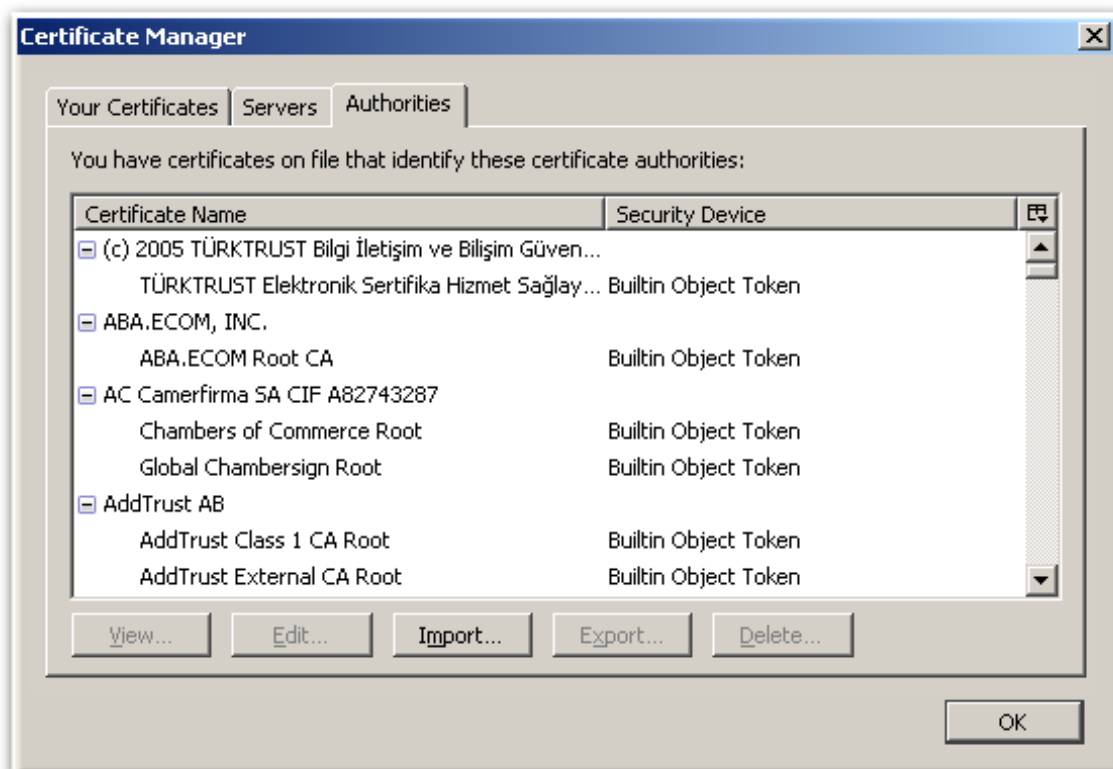 Certificate Manager
Your Certificates Servers Authorities
You have certificates on file that identify these certificate authorities:
Certificate Name Security Device
(c) 2005 TÜRKTRUST Bilgi İletişim ve Bilişim Güven...
TÜRKTRUST Elektronik Sertifika Hizmet Sağlay... Builtin Object Token
ABA.ECOM, INC.
ABA.ECOM Root CA Builtin Object Token
AC Camerfirma SA CIF A82743287
Chambers of Commerce Root Builtin Object Token
Global Chambersign Root Builtin Object Token
AddTrust AB
AddTrust Class 1 CA Root Builtin Object Token
AddTrust External CA Root Builtin Object Token
View... Edit... Import... Export... Delete...
OK